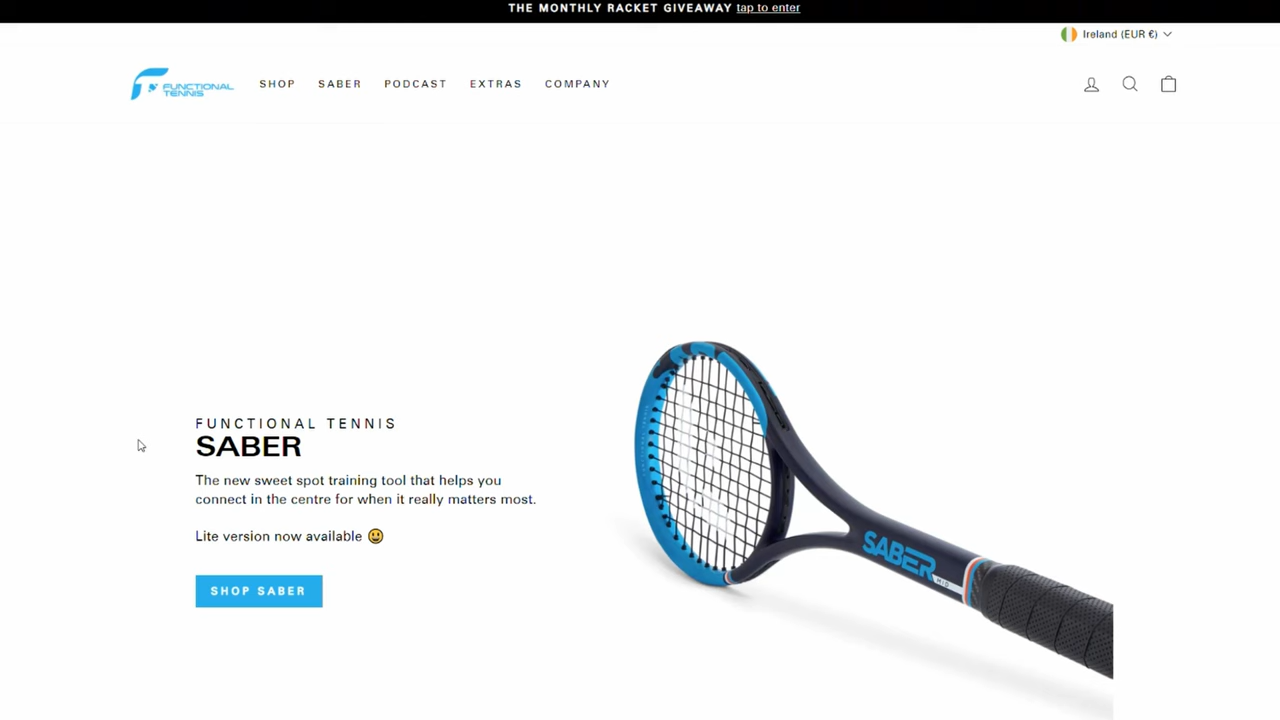 THE MONTHLY RACKET GIVEAWAY tap to enter
Ireland (EUR €)
FUNCTIONAL
TENNIS
SHOP SABER PODCAST EXTRAS COMPANY
FUNCTIONAL TENNIS
SABER
The new sweet spot training tool that helps you
connect in the centre for when it really matters most.
Lite version now available 😃
SHOP SABER
SABER